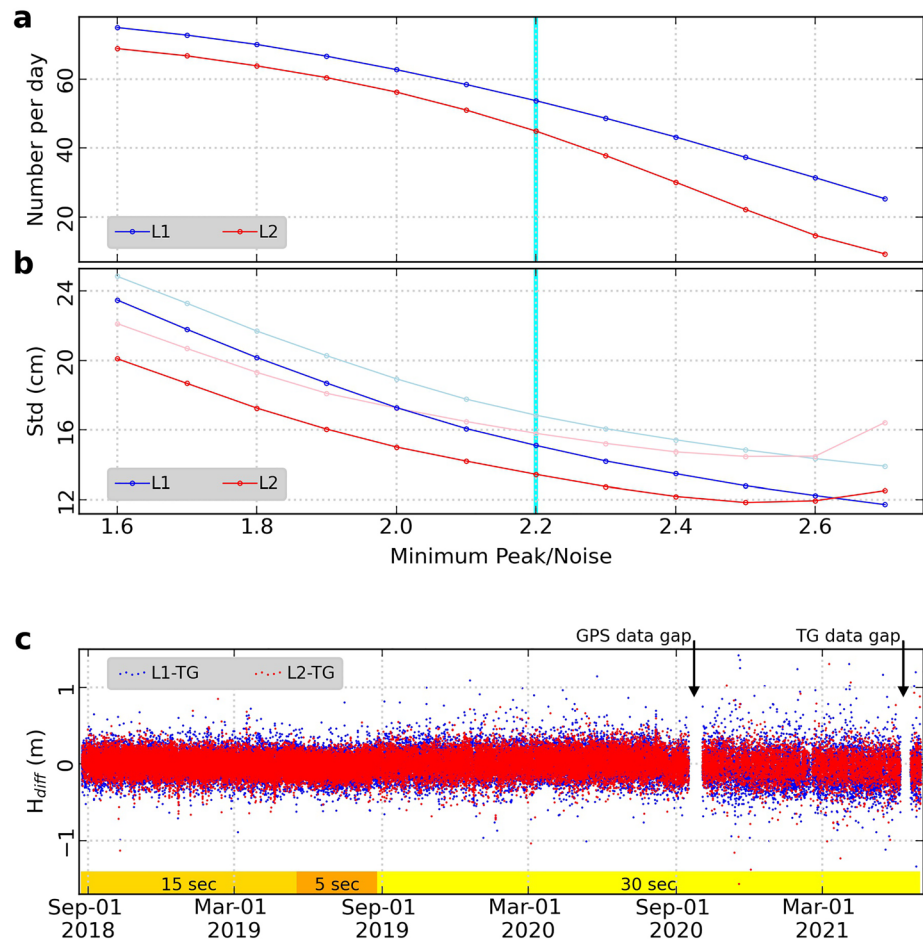 a
Number per day
60
40
20
L1 L2
b
Std (cm)
24
20
16
12
L1 L2
1.6 1.8 2.0 2.2 2.4 2.6
Minimum Peak/Noise
c
GPS data gap TG data gap
L1-TG L2-TG
H_diff (m)
1
0
−1
15 sec 5 sec 30 sec
Sep-01 Mar-01 Sep-01 Mar-01 Sep-01 Mar-01
2018 2019 2019 2020 2020 2021